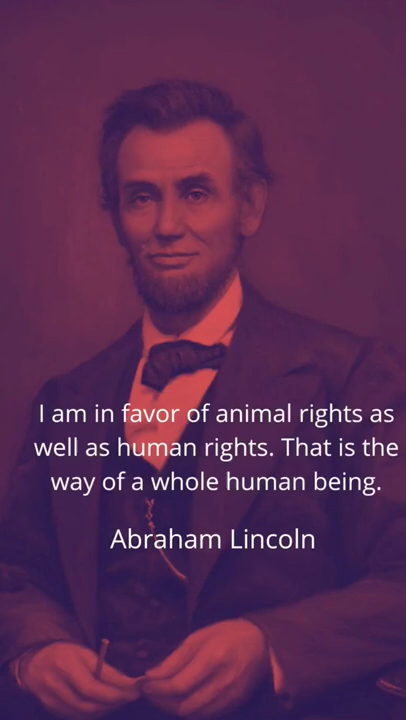 I am in favor of animal rights as
well as human rights. That is the
way of a whole human being.
Abraham Lincoln